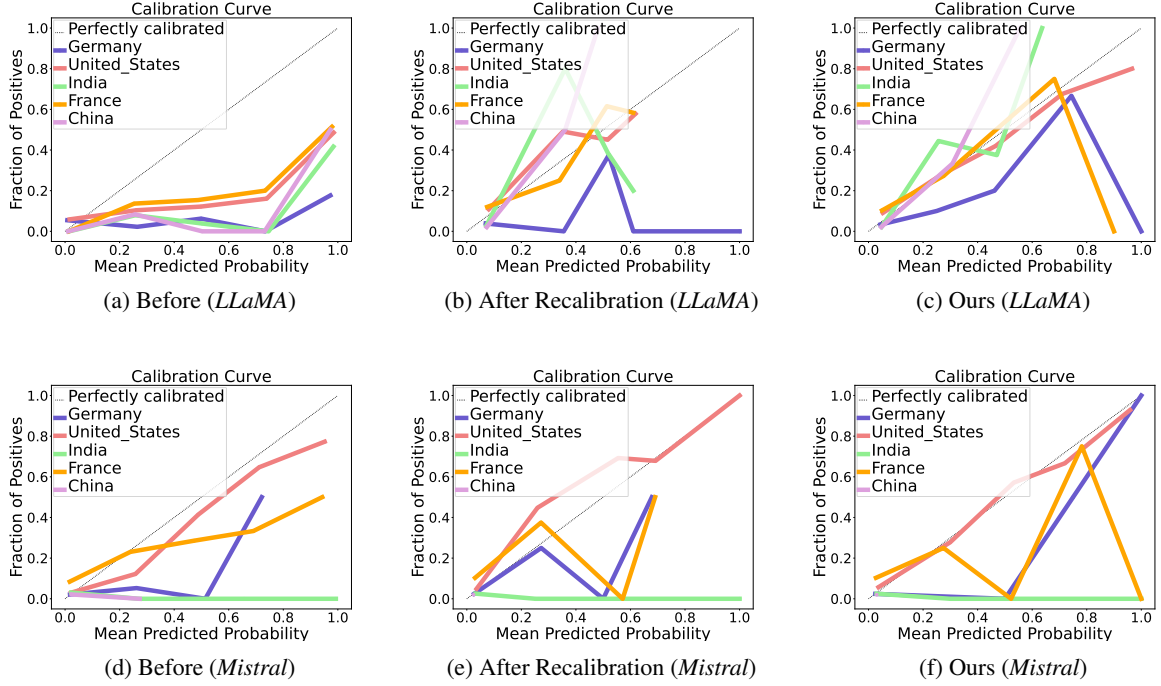 Calibration Curve
Fraction of Positives
1.0
0.8
0.6
0.4
0.2
0.0
Perfectly calibrated
Germany
United_States
India
France
China
0.0 0.2 0.4 0.6 0.8 1.0
Mean Predicted Probability
(a) Before (LLaMA)
Calibration Curve
Fraction of Positives
1.0
0.8
0.6
0.4
0.2
0.0
Perfectly calibrated
Germany
United_States
India
France
China
0.0 0.2 0.4 0.6 0.8 1.0
Mean Predicted Probability
(b) After Recalibration (LLaMA)
Calibration Curve
Fraction of Positives
1.0
0.8
0.6
0.4
0.2
0.0
Perfectly calibrated
Germany
United_States
India
France
China
0.0 0.2 0.4 0.6 0.8 1.0
Mean Predicted Probability
(c) Ours (LLaMA)
Calibration Curve
Fraction of Positives
1.0
0.8
0.6
0.4
0.2
0.0
Perfectly calibrated
Germany
United_States
India
France
China
0.0 0.2 0.4 0.6 0.8 1.0
Mean Predicted Probability
(d) Before (Mistral)
Calibration Curve
Fraction of Positives
1.0
0.8
0.6
0.4
0.2
0.0
Perfectly calibrated
Germany
United_States
India
France
China
0.0 0.2 0.4 0.6 0.8 1.0
Mean Predicted Probability
(e) After Recalibration (Mistral)
Calibration Curve
Fraction of Positives
1.0
0.8
0.6
0.4
0.2
0.0
Perfectly calibrated
Germany
United_States
India
France
China
0.0 0.2 0.4 0.6 0.8 1.0
Mean Predicted Probability
(f) Ours (Mistral)